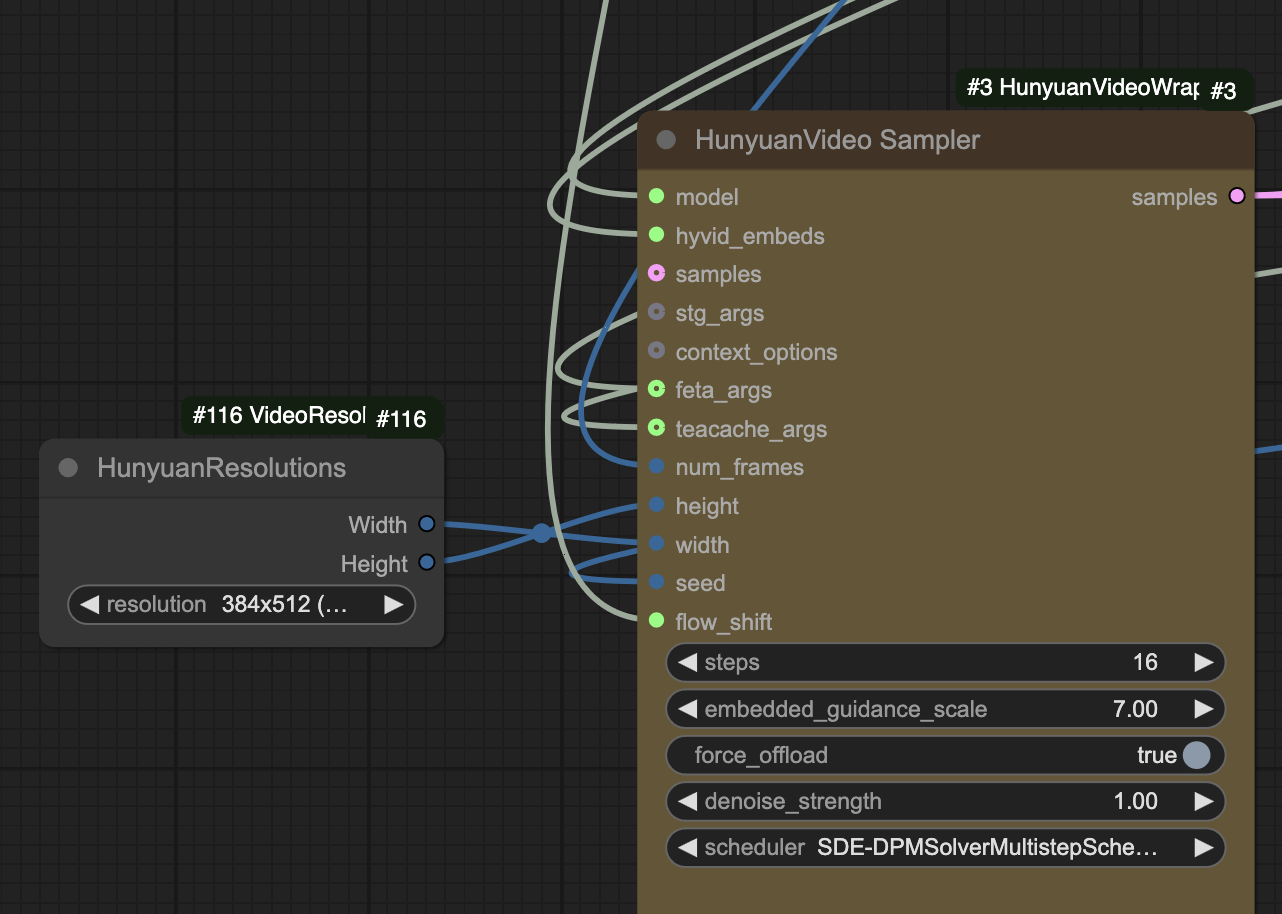 #3 HunyuanVideoWrap #3
HunyuanVideo Sampler
model samples
hyvid_embeds
samples
stg_args
context_options
feta_args
teacache_args
num_frames
height
width
seed
flow_shift
steps 16
embedded_guidance_scale 7.00
force_offload true
denoise_strength 1.00
scheduler SDE-DPMSolverMultistepSche…
#116 VideoResol #116
HunyuanResolutions
Width
Height
resolution 384x512 (…